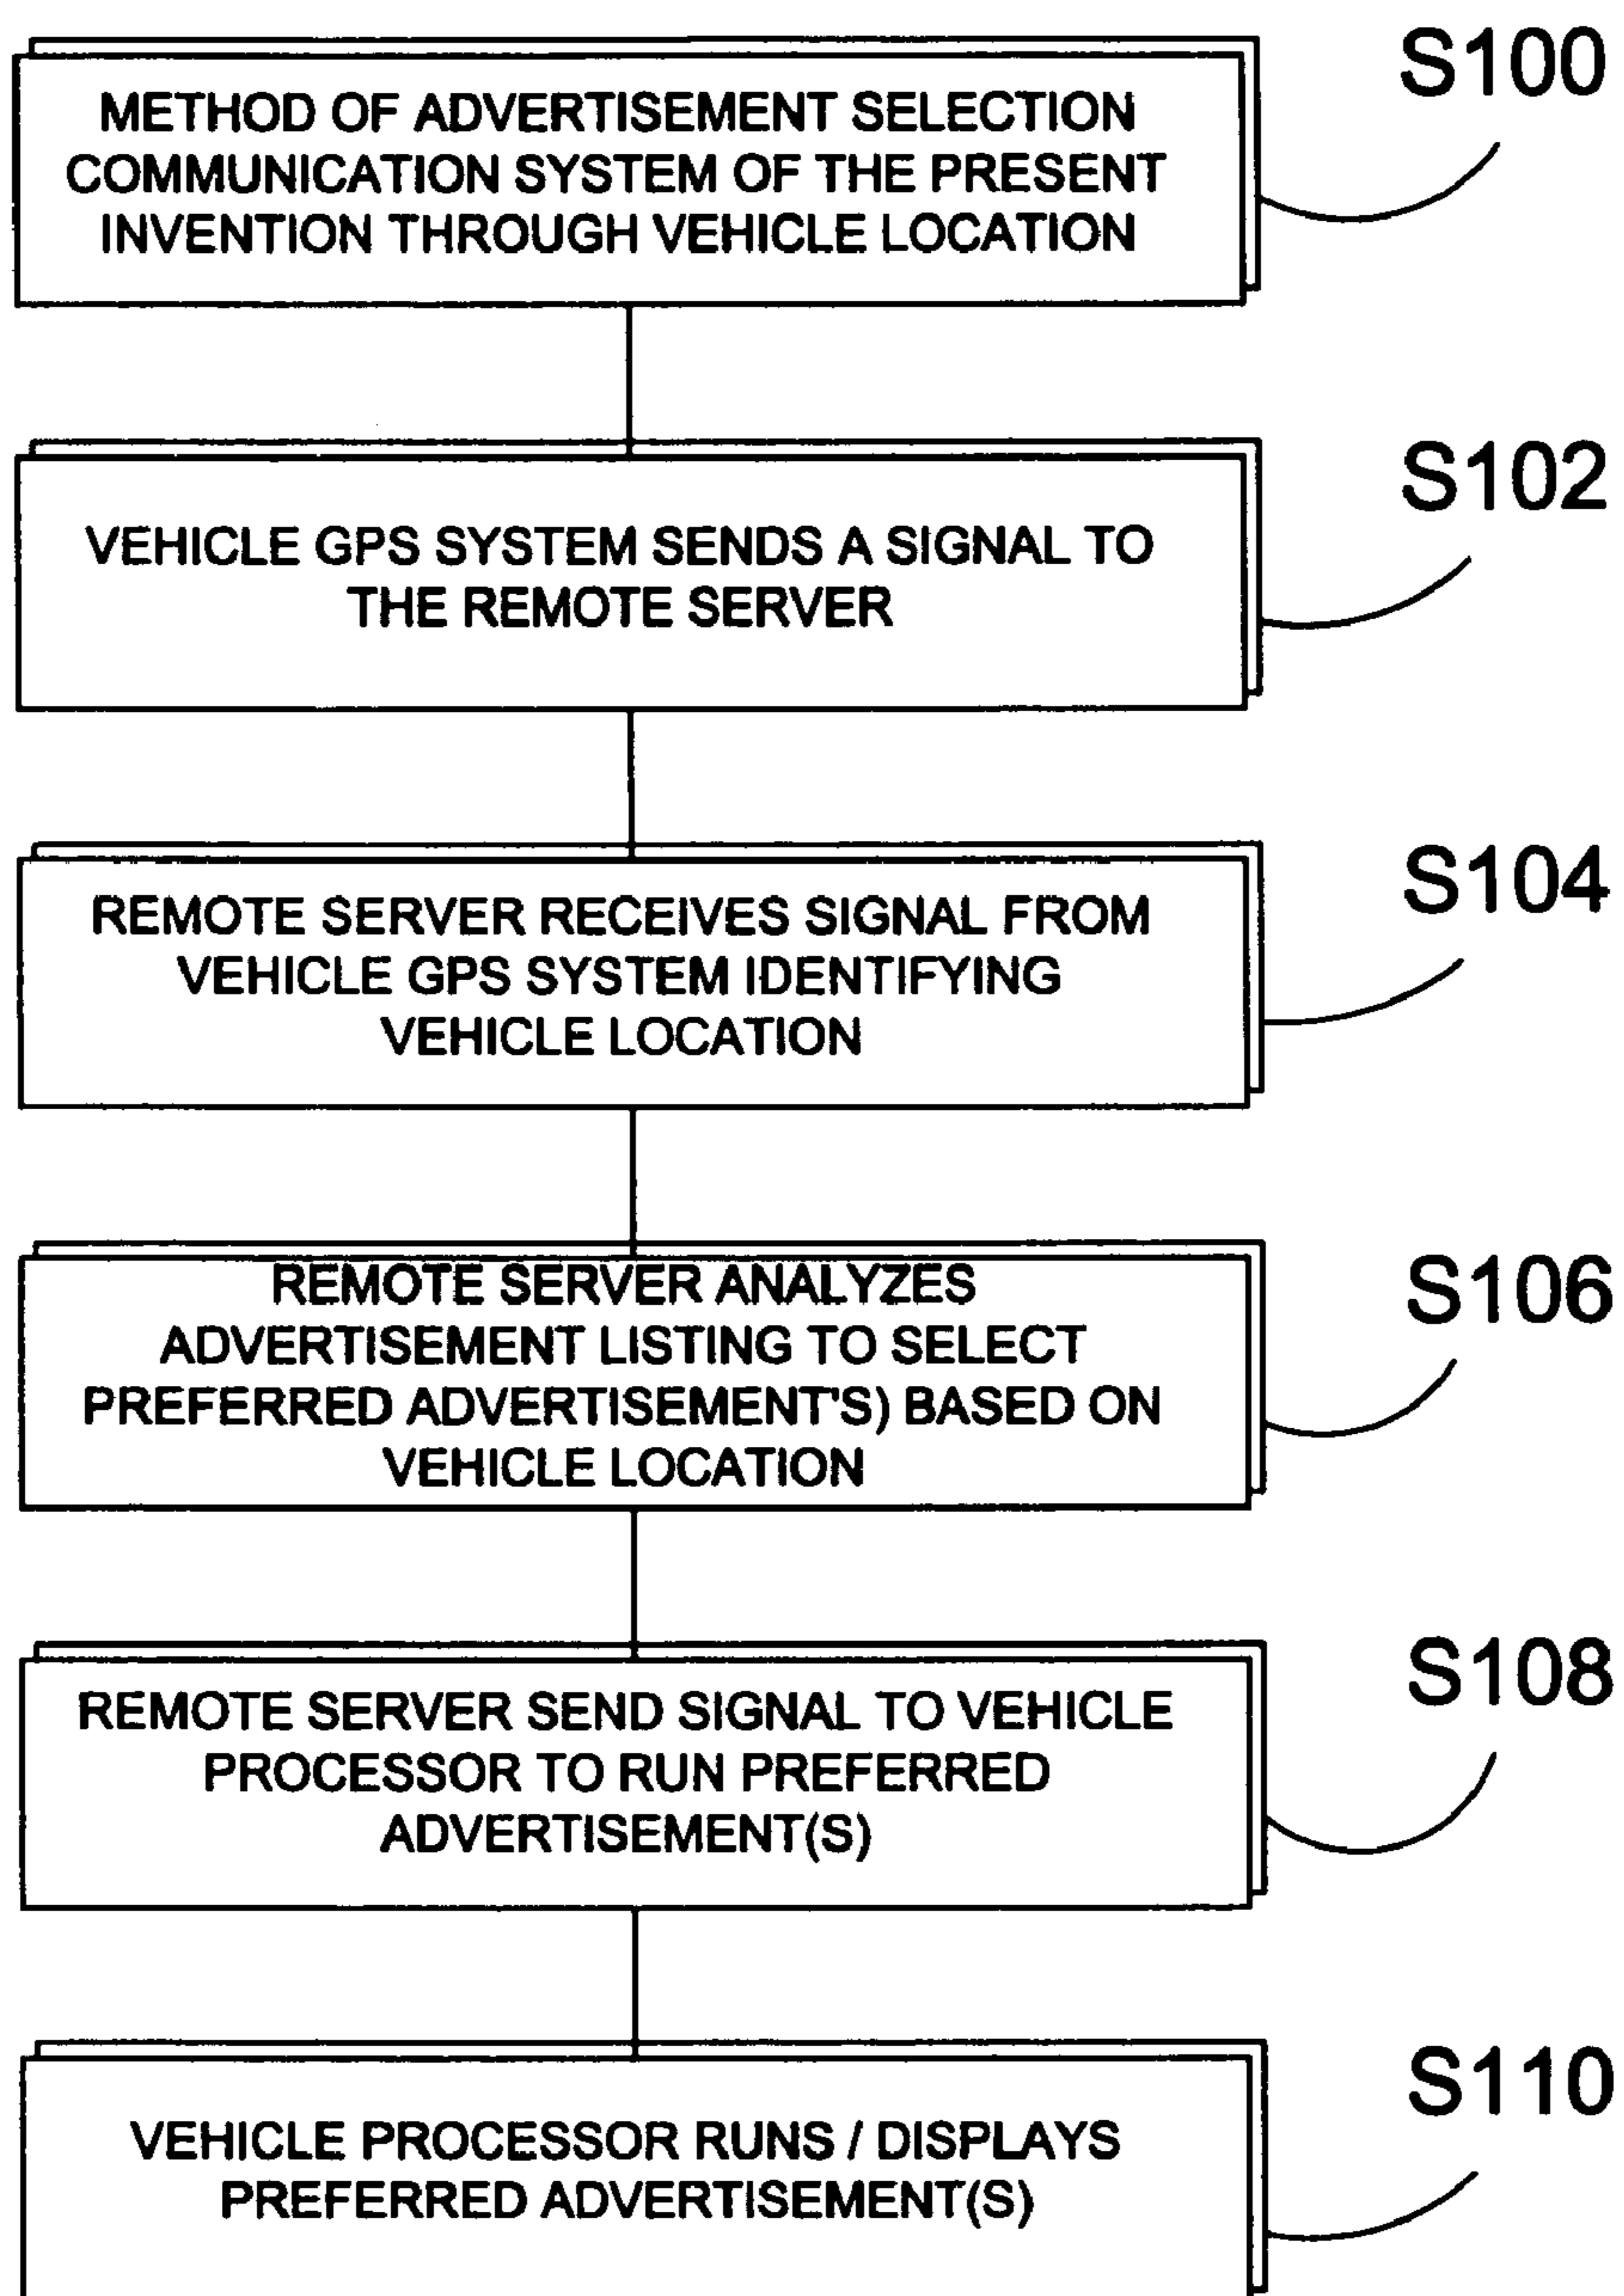 S100
METHOD OF ADVERTISEMENT SELECTION
COMMUNICATION SYSTEM OF THE PRESENT
INVENTION THROUGH VEHICLE LOCATION
S102
VEHICLE GPS SYSTEM SENDS A SIGNAL TO
THE REMOTE SERVER
S104
REMOTE SERVER RECEIVES SIGNAL FROM
VEHICLE GPS SYSTEM IDENTIFYING
VEHICLE LOCATION
S106
REMOTE SERVER ANALYZES
ADVERTISEMENT LISTING TO SELECT
PREFERRED ADVERTISEMENT'S) BASED ON
VEHICLE LOCATION
S108
REMOTE SERVER SEND SIGNAL TO VEHICLE
PROCESSOR TO RUN PREFERRED
ADVERTISEMENT(S)
S110
VEHICLE PROCESSOR RUNS / DISPLAYS
PREFERRED ADVERTISEMENT(S)